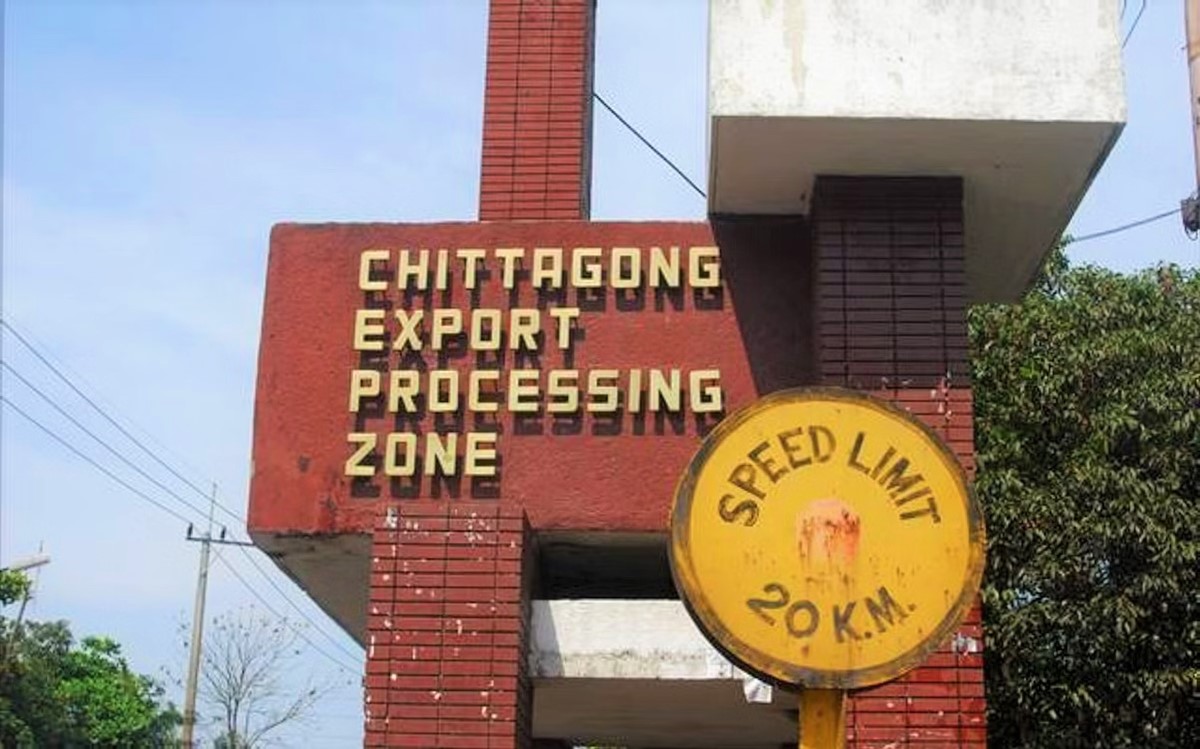 CHITTAGONG
EXPORT
PROCESSING
ZONE
SPEED LIMIT
20 K.M.